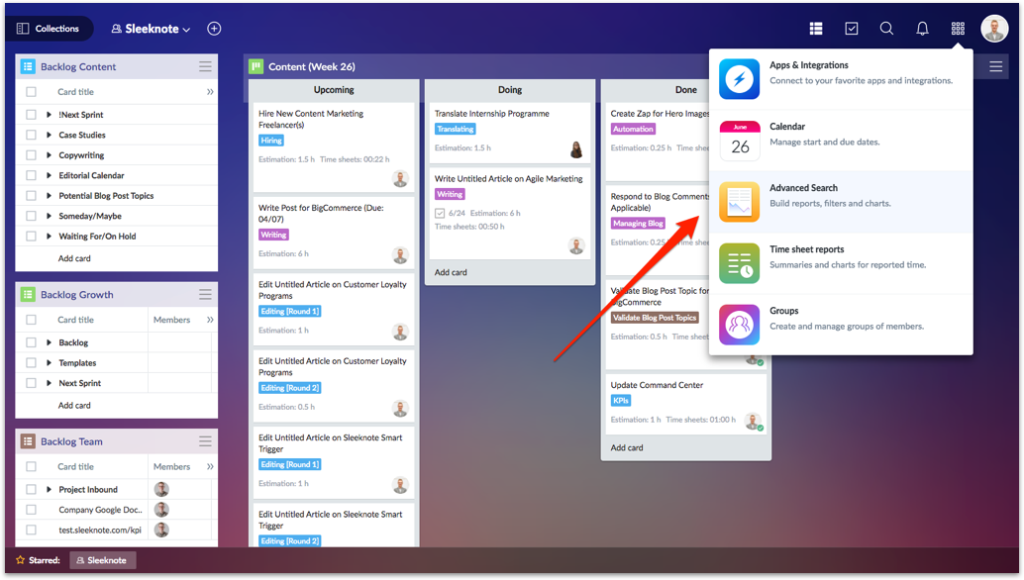 Collections
Sleeknote
Backlog Content
Card title
!Next Sprint
Case Studies
Copywriting
Editorial Calendar
Potential Blog Post Topics
Someday/Maybe
Waiting For/On Hold
Add card
Backlog Growth
Card title Members
Backlog
Templates
Next Sprint
Add card
Backlog Team
Card title Members
Project Inbound
Company Google Doc..
test.sleeknote.com/kpi
Content (Week 26)
Upcoming
Hire New Content Marketing
Freelancer(s)
Hiring
Estimation: 1.5 h Time sheets: 00:22 h
Write Post for BigCommerce (Due:
04/07)
Writing
Estimation: 6 h
Edit Untitled Article on Customer Loyalty
Programs
Editing [Round 1]
Estimation: 1 h
Edit Untitled Article on Customer Loyalty
Programs
Editing [Round 2]
Estimation: 0.5 h
Edit Untitled Article on Sleeknote Smart
Trigger
Editing [Round 1]
Estimation: 1 h
Edit Untitled Article on Sleeknote Smart
Trigger
Editing [Round 2]
Doing
Translate Internship Programme
Translating
Estimation: 1.5 h
Write Untitled Article on Agile Marketing
Writing
6/24 Estimation: 6 h
Time sheets: 00:50 h
Add card
Done
Create Zap for Hero Images
Automation
Estimation: 0.25 h Time shee
Respond to Blog Comments
Applicable)
Managing Blog
Estimation: 0.25 me shee
Validate Blog Post Topic for
BigCommerce
Validate Blog Post Topics
Estimation: 0.5 h Time sheet
Update Command Center
KPIs
Estimation: 1 h Time sheets: 01:00 h
Add card
Apps & Integrations
Connect to your favorite apps and integrations.
June
26
Calendar
Manage start and due dates.
Advanced Search
Build reports, filters and charts.
Time sheet reports
Summaries and charts for reported time.
Groups
Create and manage groups of members.
Starred:
Sleeknote